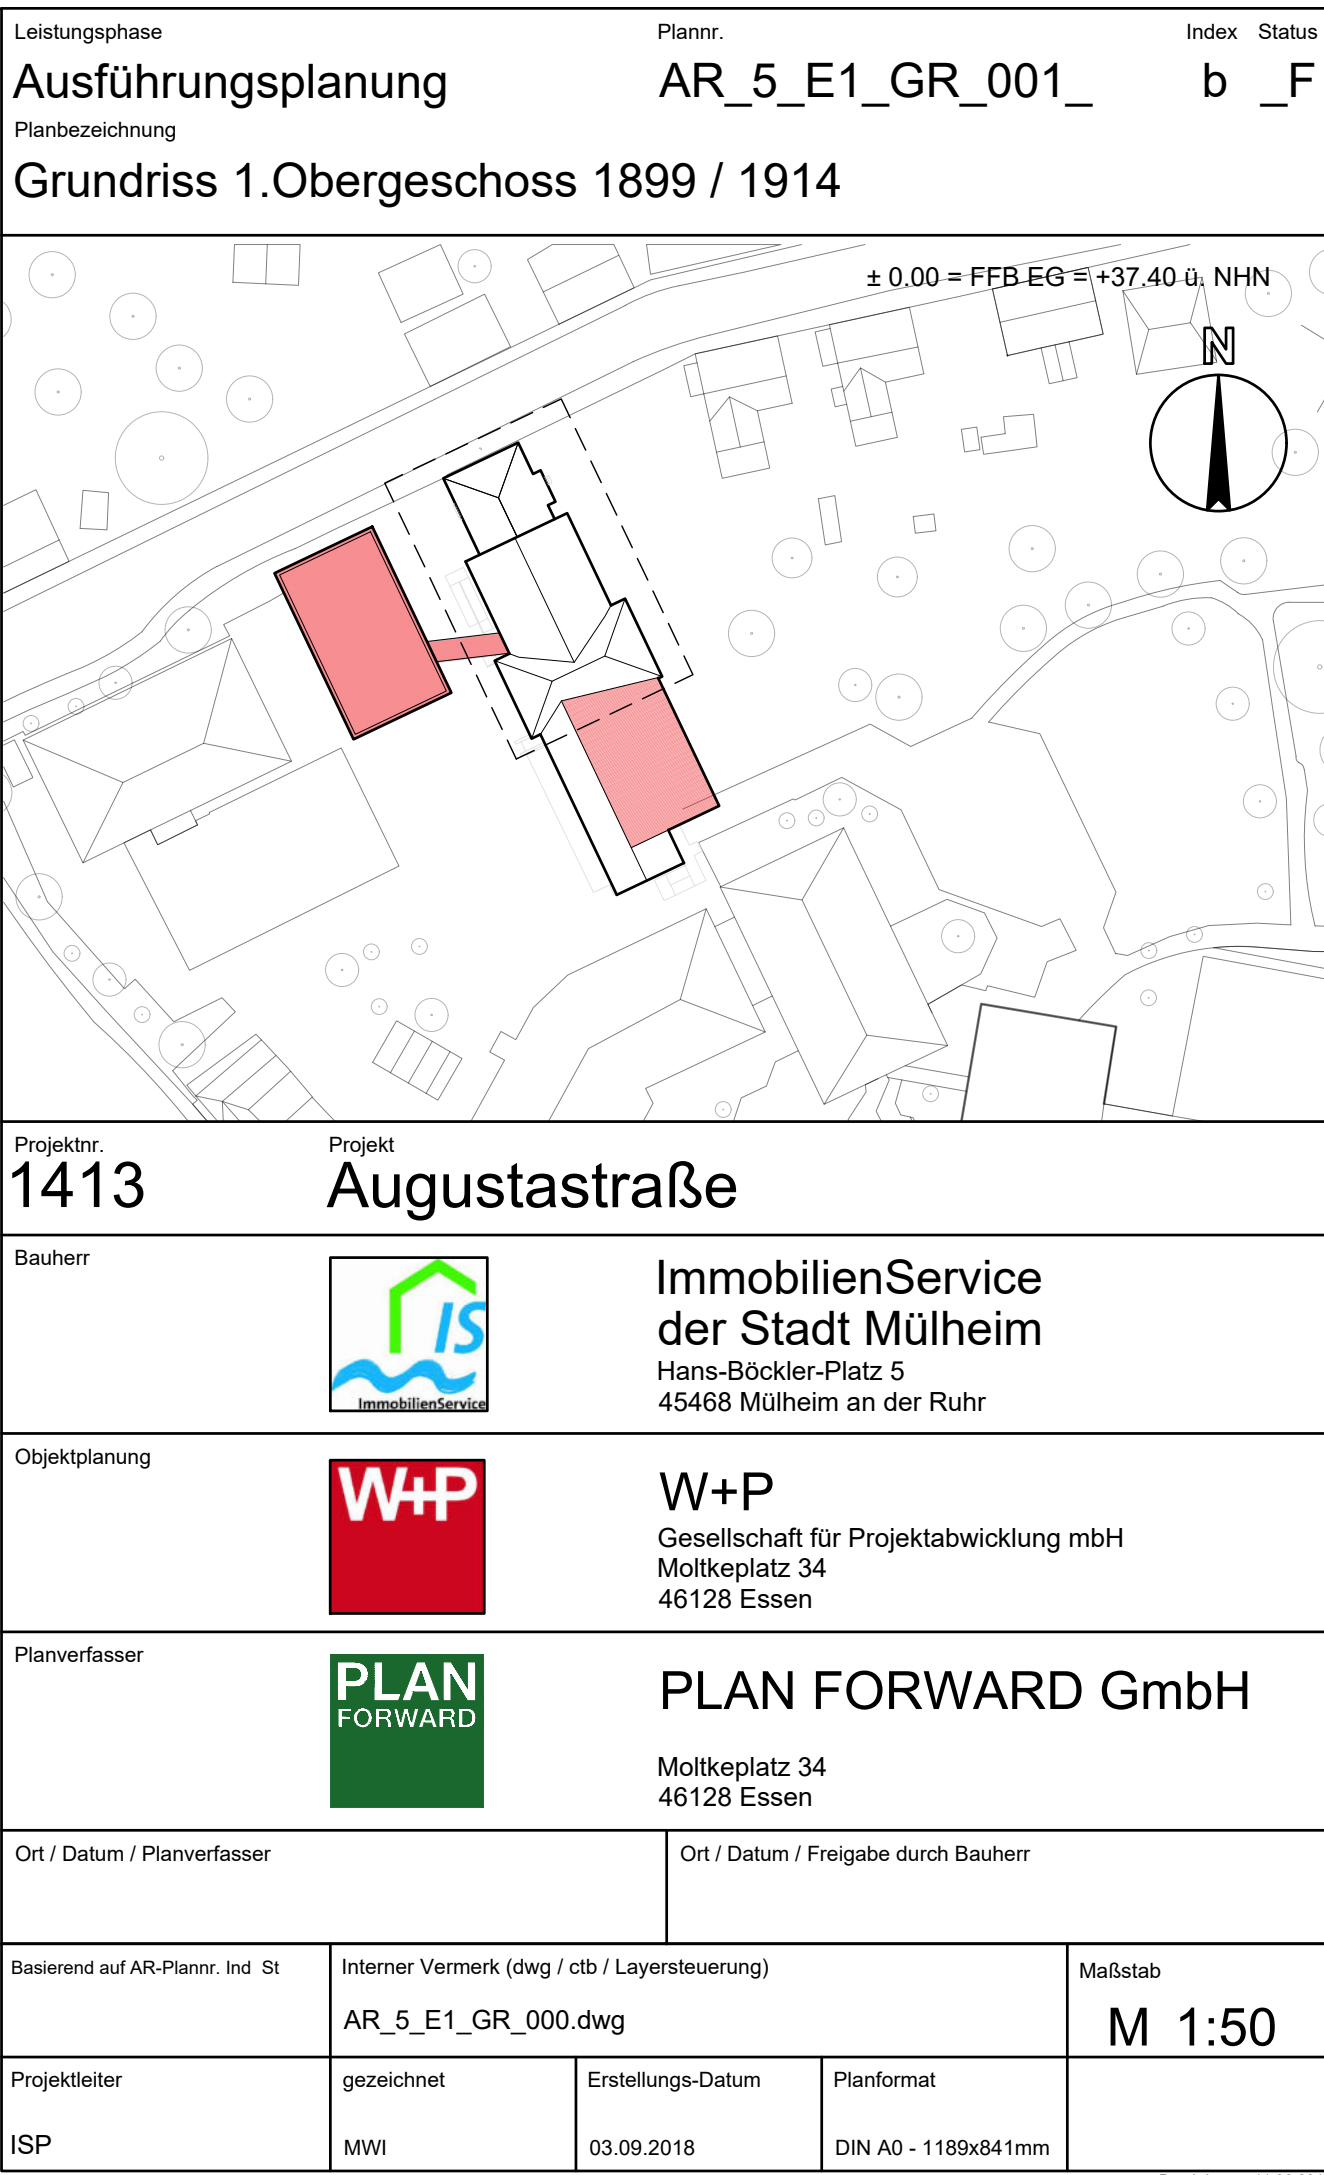 Leistungsphase
Plannr.
Index Status
Ausführungsplanung
AR_5_E1_GR_001_
b _F
Planbezeichnung
Grundriss 1.Obergeschoss 1899 / 1914
± 0.00 = FFB EG = +37.40 ü. NHN
N
Projektnr.
Projekt
1413
Augustastraße
Bauherr
IS
ImmobilienService
ImmobilienService
der Stadt Mülheim
Hans-Böckler-Platz 5
45468 Mülheim an der Ruhr
Objektplanung
W+P
W+P
Gesellschaft für Projektabwicklung mbH
Moltkeplatz 34
46128 Essen
Planverfasser
PLAN
FORWARD
PLAN FORWARD GmbH
Moltkeplatz 34
46128 Essen
Ort / Datum / Planverfasser
Ort / Datum / Freigabe durch Bauherr
Basierend auf AR-Plannr. Ind St
Interner Vermerk (dwg / ctb / Layersteuerung)
AR_5_E1_GR_000.dwg
Maßstab
M 1:50
Projektleiter
gezeichnet
Erstellungs-Datum
Planformat
ISP
MWI
03.09.2018
DIN A0 - 1189x841mm